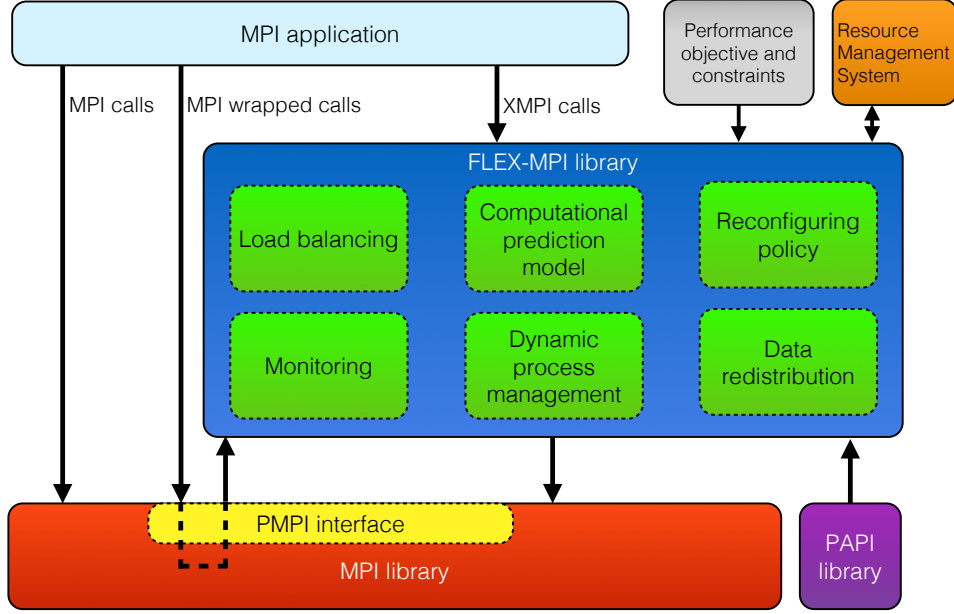 MPI application
Performance
objective and
constraints
Resource
Management
System
MPI calls
MPI wrapped calls
XMPI calls
FLEX-MPI library
Load balancing
Computational
prediction
model
Reconfiguring
policy
Monitoring
Dynamic
process
management
Data
redistribution
PMPI interface
MPI library
PAPI
library